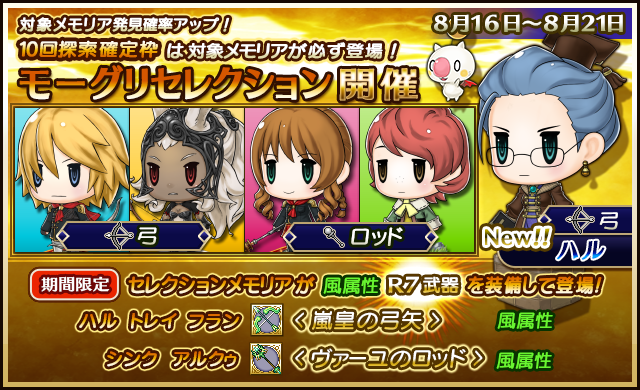 対象メモリア発見確率アップ！
8月16日～8月21日
10回探索確定枠 は対象メモリアが必ず登場！
モーグリセレクション開催
弓
ロッド
弓
New!!
ハル
期間限定 セレクションメモリアが 風属性 R7武器 を装備して登場！
ハル トレイ フラン <嵐皇の弓矢> 風属性
シンク アルクゥ <ヴァーユのロッド> 風属性